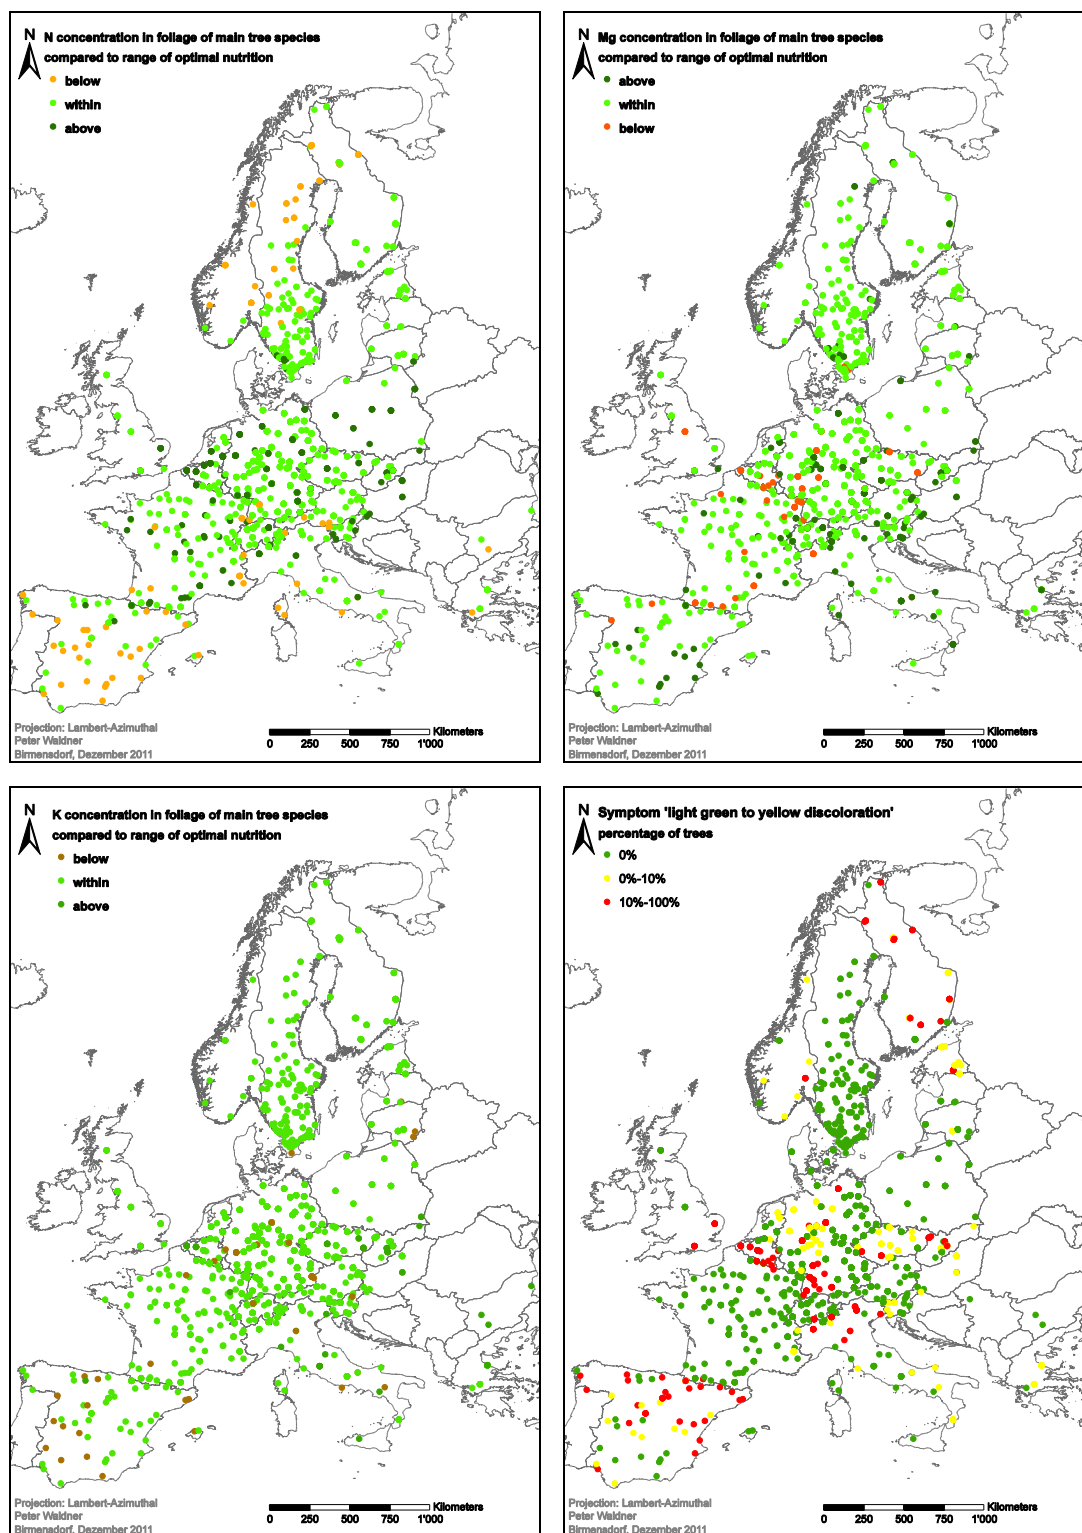 N
N concentration in foliage of main tree species
compared to range of optimal nutrition
below
within
above
Projection: Lambert-Azimuthal
Peter Waldner
Birmensdorf, Dezember 2011
Kilometers
0 250 500 750 1'000
N
Mg concentration in foliage of main tree species
compared to range of optimal nutrition
above
within
below
Projection: Lambert-Azimuthal
Peter Waldner
Birmensdorf, Dezember 2011
Kilometers
0 250 500 750 1'000
N
K concentration in foliage of main tree species
compared to range of optimal nutrition
below
within
above
Projection: Lambert-Azimuthal
Peter Waldner
Birmensdorf, Dezember 2011
Kilometers
0 250 500 750 1'000
N
Symptom 'light green to yellow discoloration'
percentage of trees
0%
0%-10%
10%-100%
Projection: Lambert-Azimuthal
Peter Waldner
Birmensdorf, Dezember 2011
Kilometers
0 250 500 750 1'000